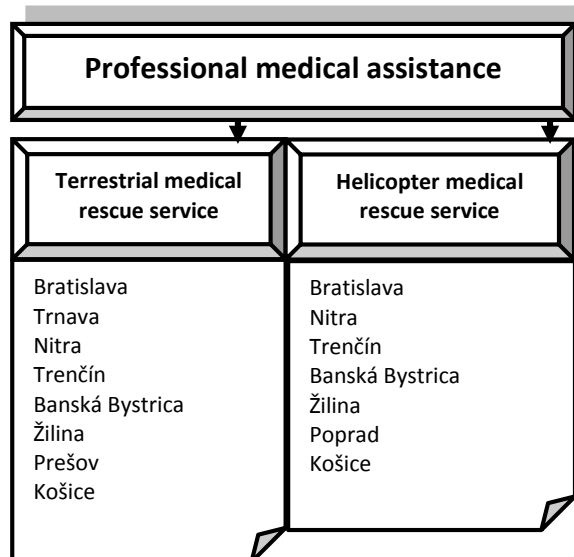 Professional medical assistance
Terrestrial medical
rescue service
Bratislava
Trnava
Nitra
Trenčín
Banská Bystrica
Žilina
Prešov
Košice
Helicopter medical
rescue service
Bratislava
Nitra
Trenčín
Banská Bystrica
Žilina
Poprad
Košice